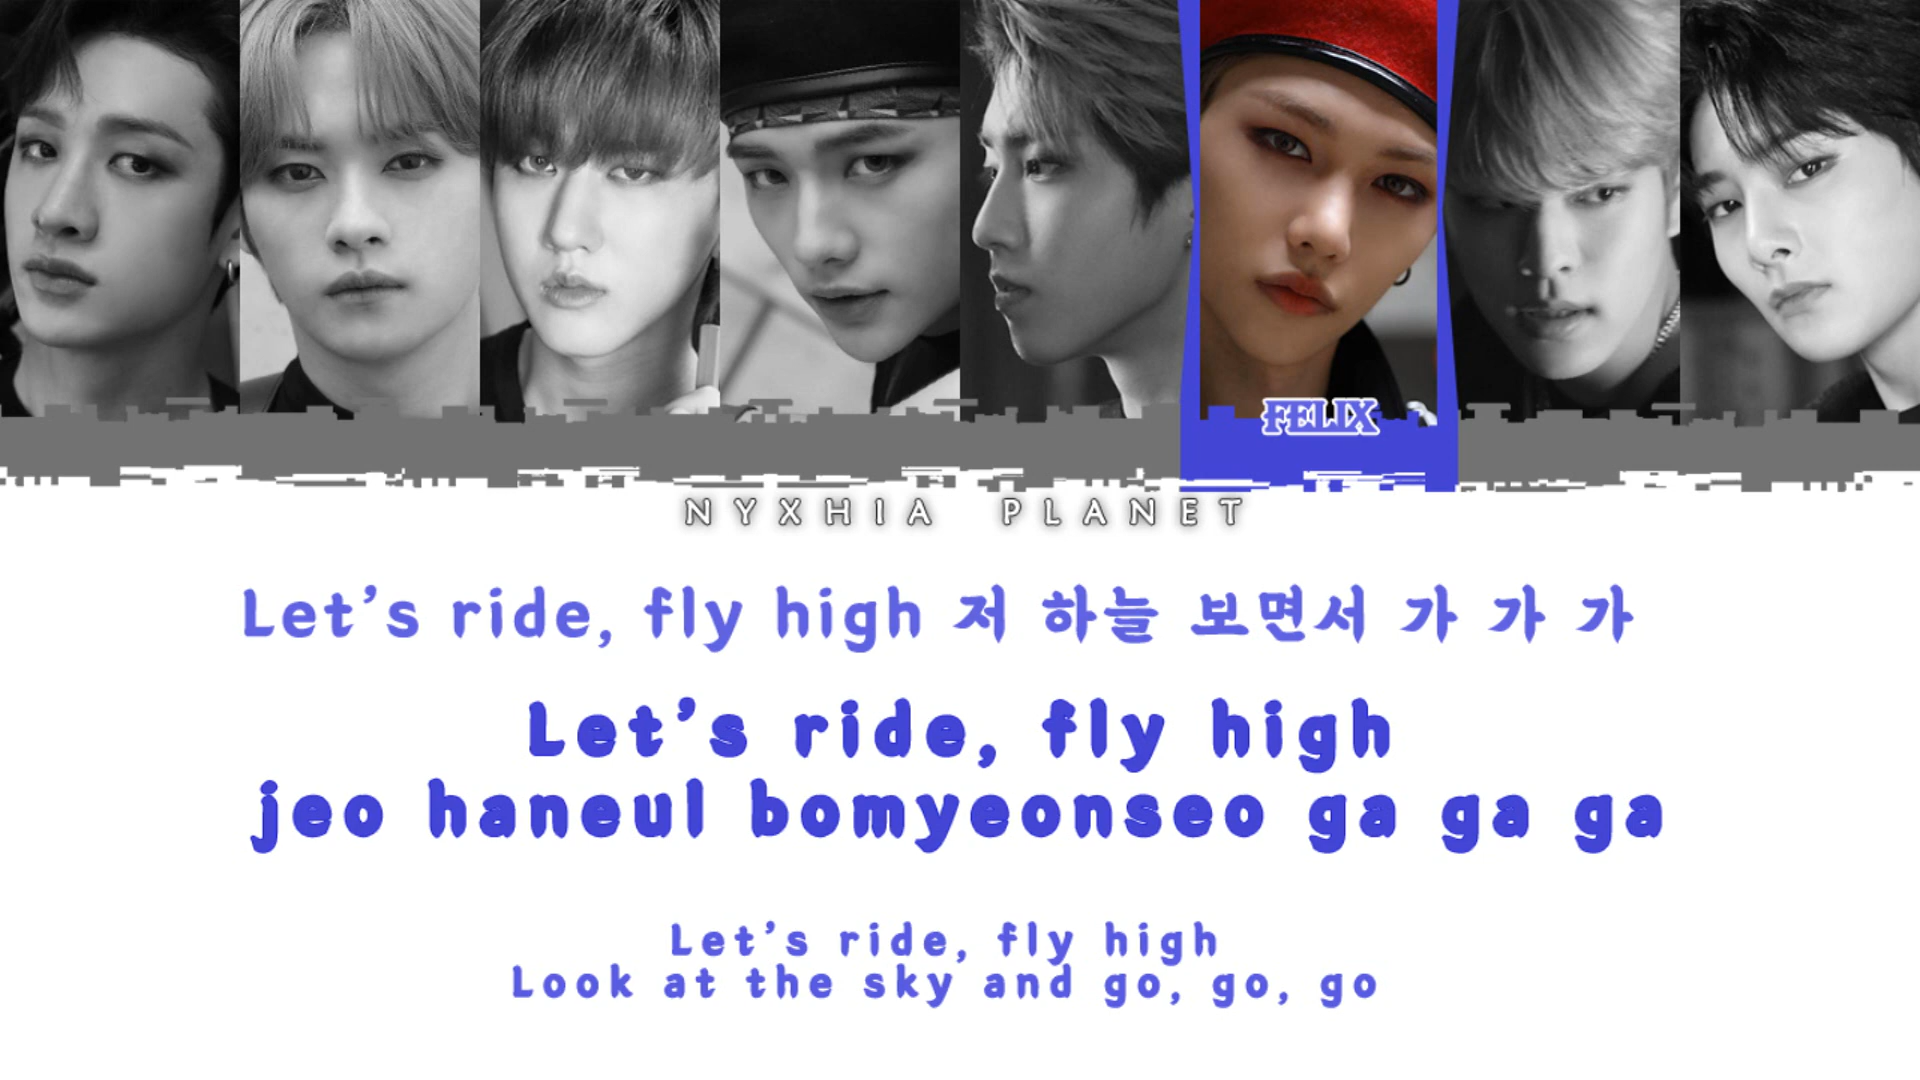 FELIX
NYXHIA PLANET
Let's ride, fly high 저 하늘 보면서 가 가 가
Let's ride, fly high
jeo haneul bomyeonseo ga ga ga
Let's ride, fly high
Look at the sky and go, go, go